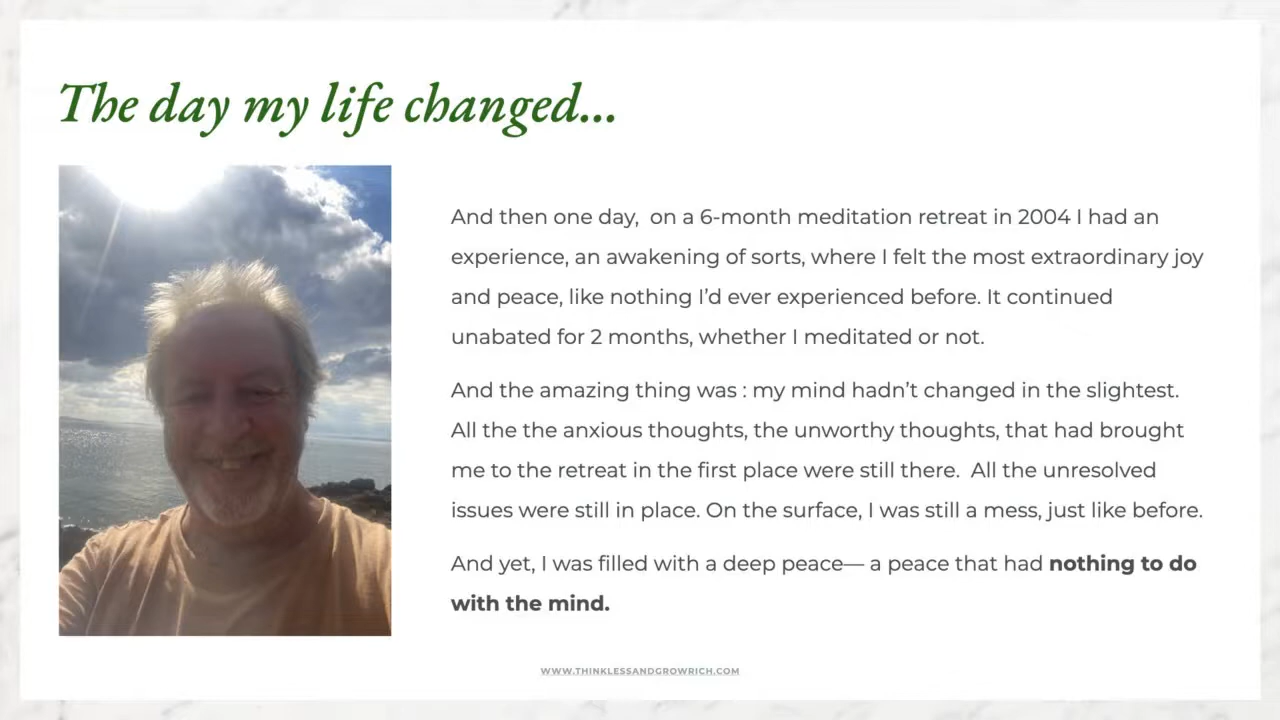 The day my life changed...
And then one day,  on a 6-month meditation retreat in 2004 I had an
experience, an awakening of sorts, where I felt the most extraordinary joy
and peace, like nothing I’d ever experienced before. It continued
unabated for 2 months, whether I meditated or not.
And the amazing thing was : my mind hadn’t changed in the slightest.
All the the anxious thoughts, the unworthy thoughts, that had brought
me to the retreat in the first place were still there.  All the unresolved
issues were still in place. On the surface, I was still a mess, just like before.
And yet, I was filled with a deep peace— a peace that had nothing to do
with the mind.
WWW.THINKLESSANDGROWRICH.COM